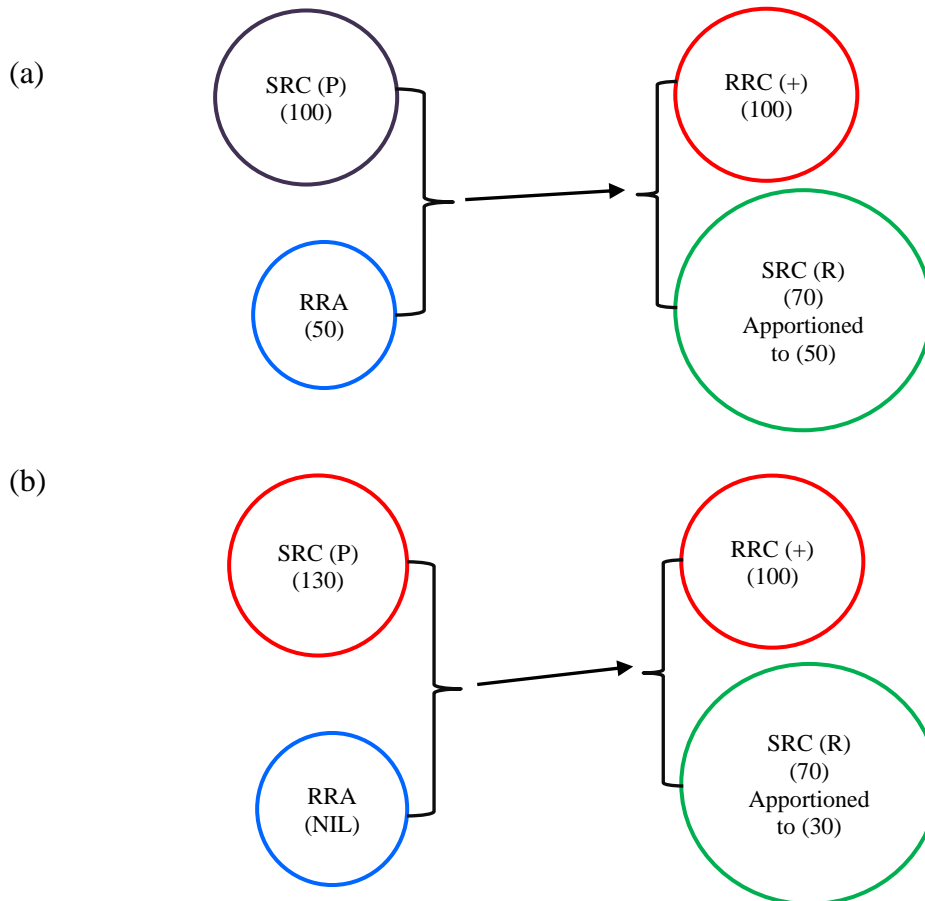 (a)
SRC (P)
(100)
RRC (+)
(100)
RRA
(50)
SRC (R)
(70)
Apportioned
to (50)
(b)
SRC (P)
(130)
RRC (+)
(100)
RRA
(NIL)
SRC (R)
(70)
Apportioned
to (30)